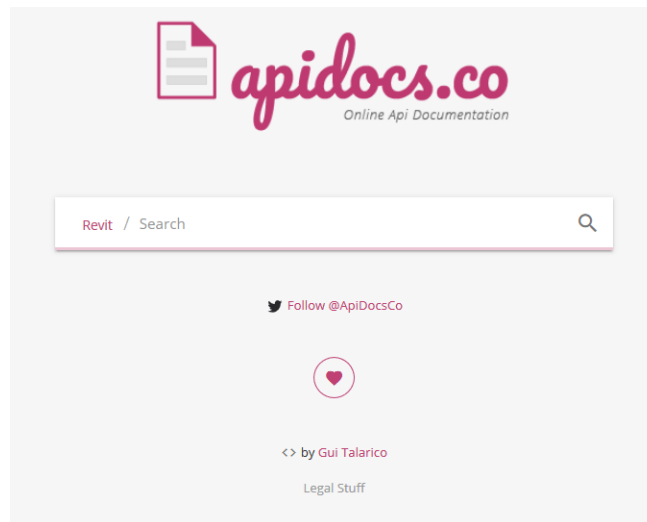 apidocs.co
Online Api Documentation
Revit / Search
Follow @ApiDocsCo
<> by Gui Talarico
Legal Stuff